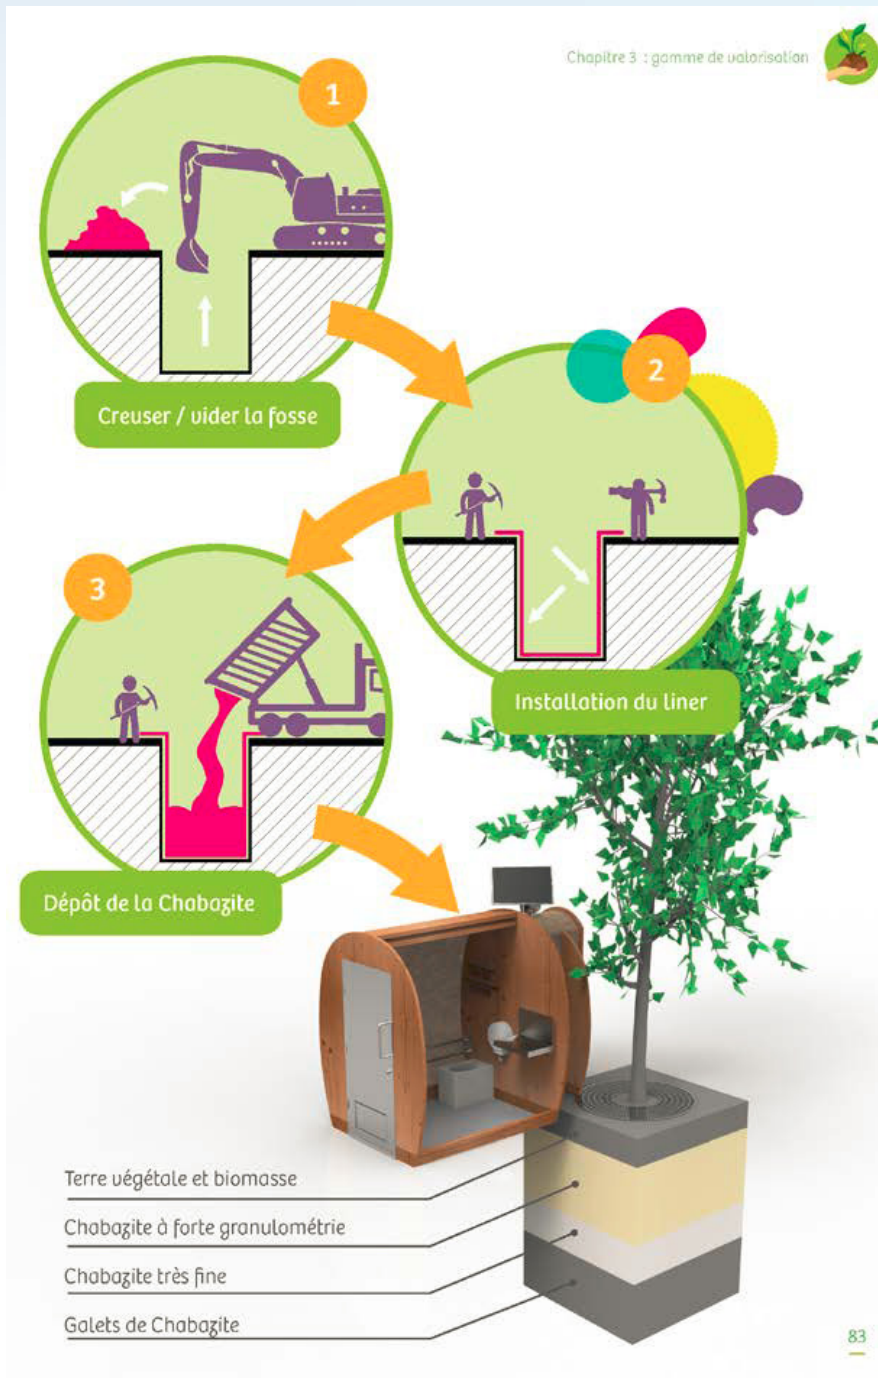 Chapitre 3 : gamme de valorisation
1
Creuser / vider la fosse
2
Installation du liner
3
Dépôt de la Chabazite
Terre végétale et biomasse
Chabazite à forte granulométrie
Chabazite très fine
Galets de Chabazite
83